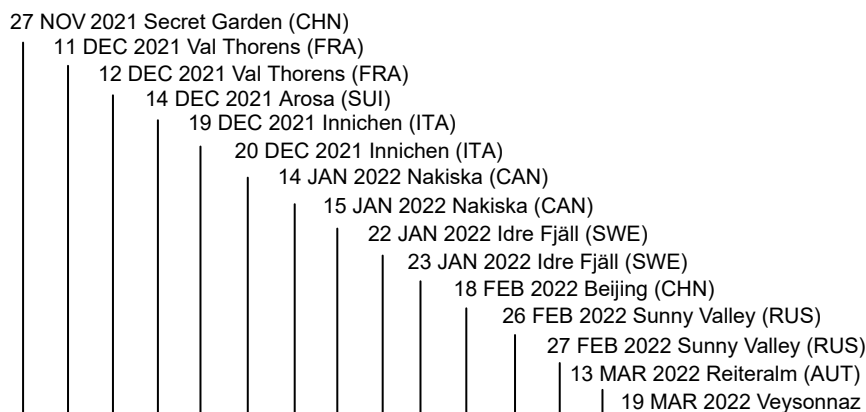 27 NOV 2021 Secret Garden (CHN)
11 DEC 2021 Val Thorens (FRA)
12 DEC 2021 Val Thorens (FRA)
14 DEC 2021 Arosa (SUI)
19 DEC 2021 Innichen (ITA)
20 DEC 2021 Innichen (ITA)
14 JAN 2022 Nakiska (CAN)
15 JAN 2022 Nakiska (CAN)
22 JAN 2022 Idre Fjäll (SWE)
23 JAN 2022 Idre Fjäll (SWE)
18 FEB 2022 Beijing (CHN)
26 FEB 2022 Sunny Valley (RUS)
27 FEB 2022 Sunny Valley (RUS)
13 MAR 2022 Reiteralm (AUT)
19 MAR 2022 Veysonnaz